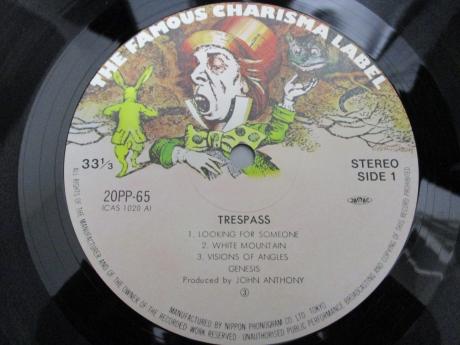 THE FAMOUS CHARISMA LABEL
33 1/3
STEREO
SIDE 1
20PP-65
(CAS 1020 A)
TRESPASS
1. LOOKING FOR SOMEONE
2. WHITE MOUNTAIN
3. VISIONS OF ANGLES
GENESIS
Produced by JOHN ANTHONY
③
ALL RIGHTS OF THE MANUFACTURER AND OF THE OWNER OF THE RECORDED WORK RESERVED · UNAUTHORISED PUBLIC PERFORMANCE BROADCASTING AND COPYING OF THIS RECORD PROHIBITED
MANUFACTURED BY NIPPON PHONOGRAM CO LTD TOKYO